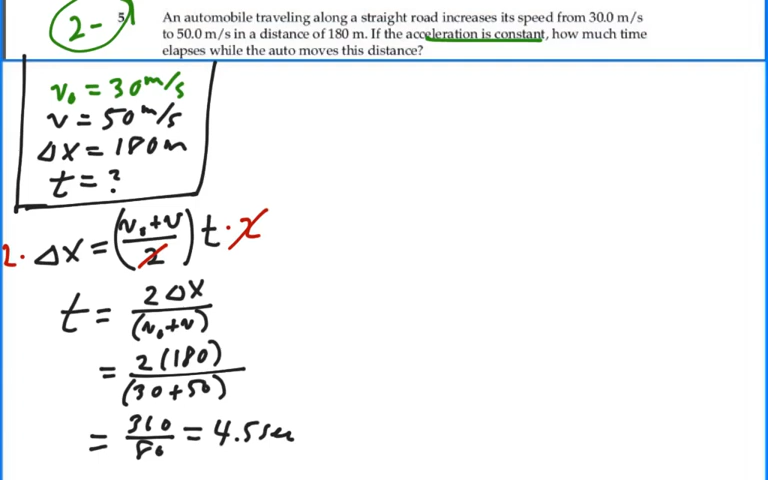 2-
5. An automobile traveling along a straight road increases its speed from 30.0 m/s
to 50.0 m/s in a distance of 180 m. If the acceleration is constant, how much time
elapses while the auto moves this distance?
v₀ = 30 m/s
v = 50 m/s
Δx = 180m
t = ?
2· Δx = ((v₀+v)/2) t · 2
t = 2Δx/(v₀+v)
= 2(180)/(30+50)
= 360/80 = 4.5 sec